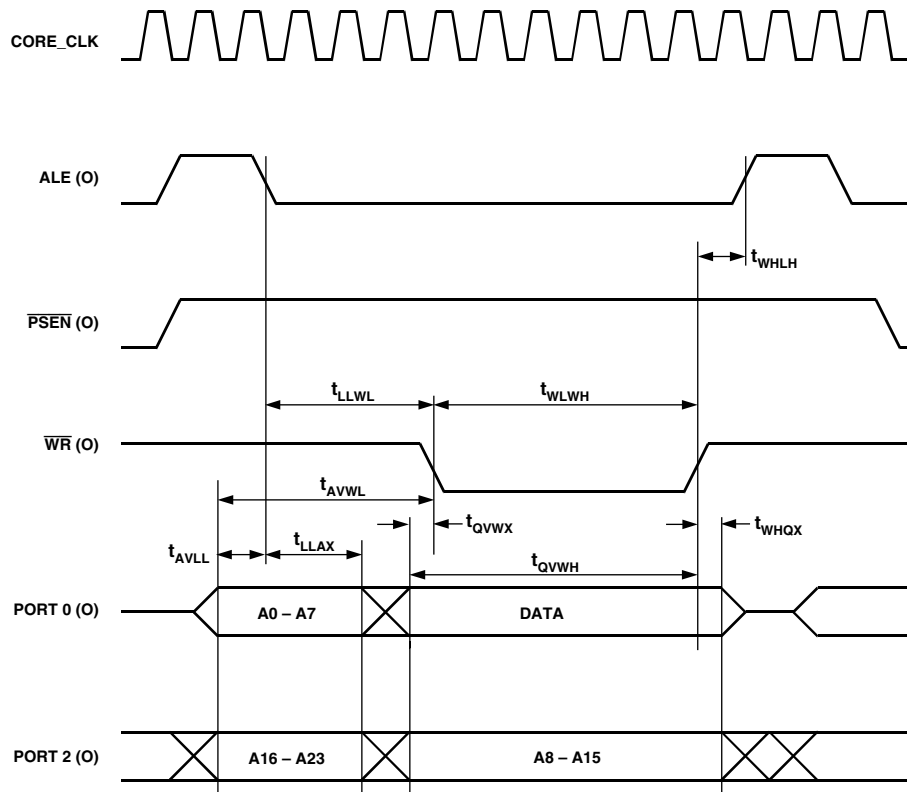 CORE_CLK
ALE (O)
tWHLH
PSEN (O)
tLLWL
tWLWH
WR (O)
tAVWL
tQVWX
tWHQX
tAVLL
tLLAX
tQVWH
PORT 0 (O)
A0 – A7
DATA
PORT 2 (O)
A16 – A23
A8 – A15